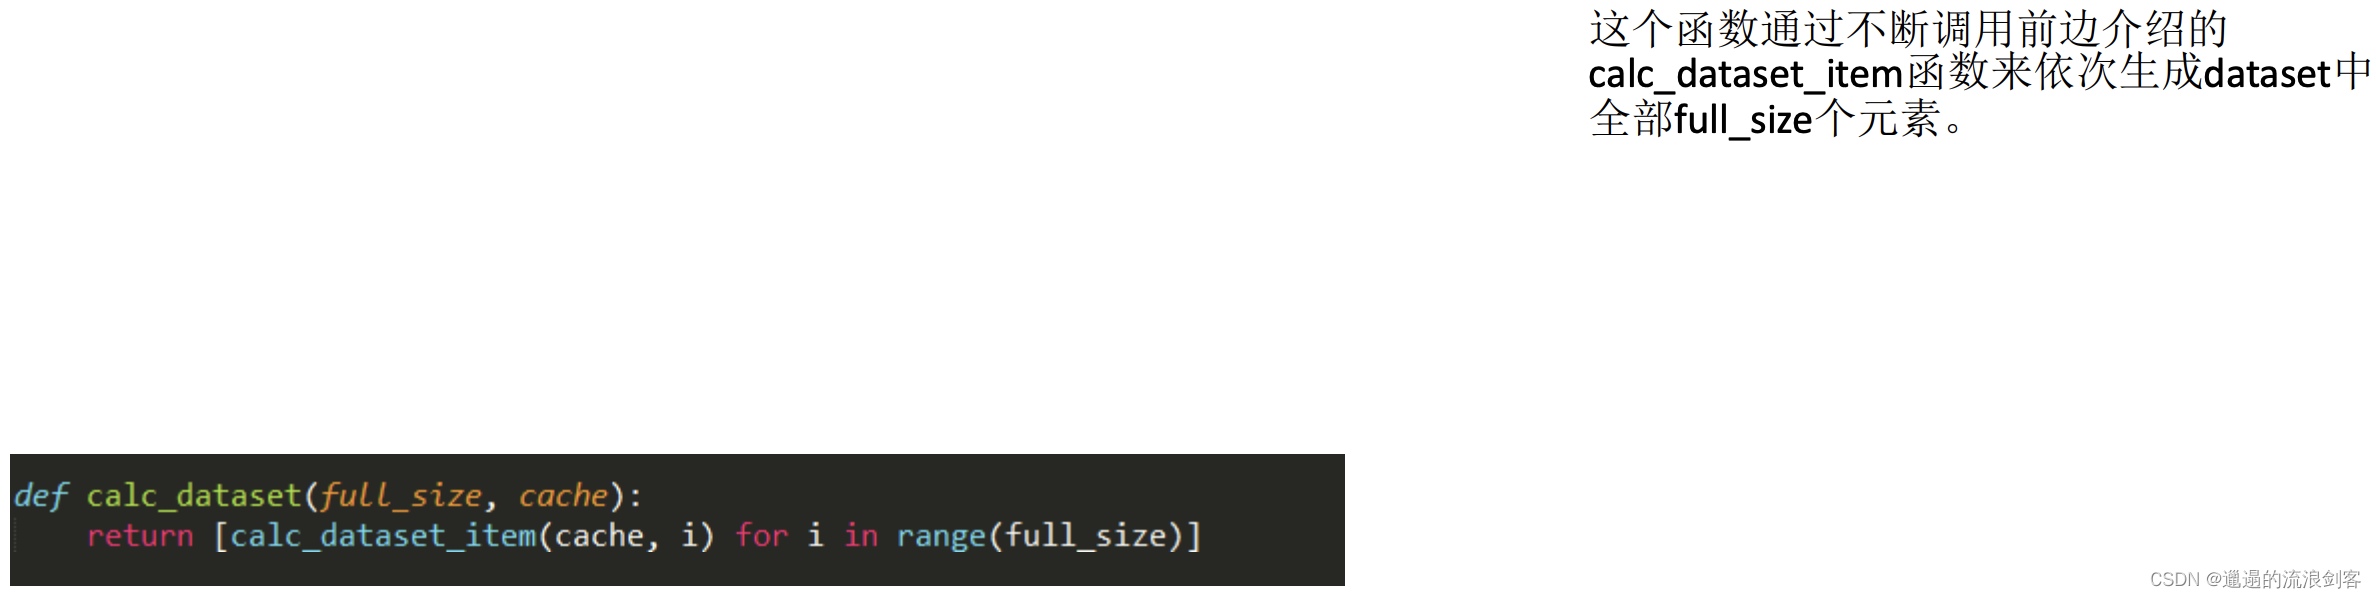 这个函数通过不断调用前边介绍的
calc_dataset_item函数来依次生成dataset中
全部full_size个元素。
def calc_dataset(full_size, cache):
    return [calc_dataset_item(cache, i) for i in range(full_size)]
CSDN @邋遢的流浪剑客